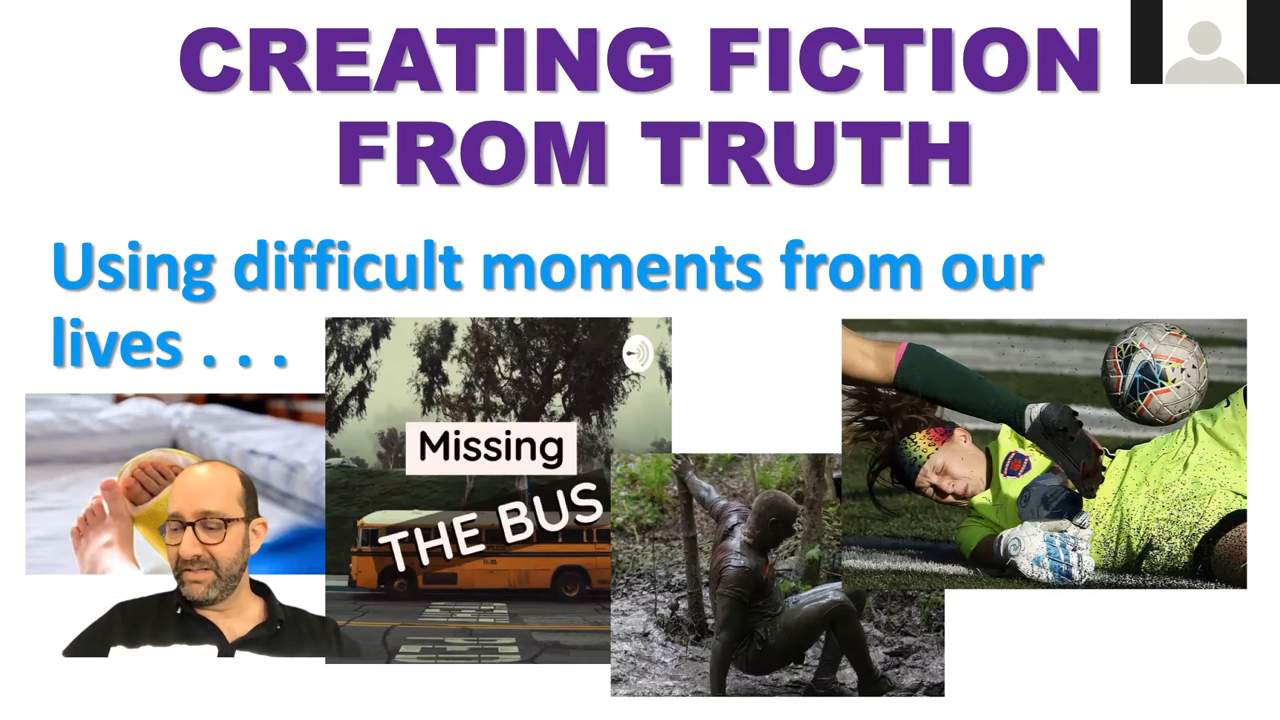 CREATING FICTION
FROM TRUTH
Using difficult moments from our
lives . . .
Missing
THE BUS